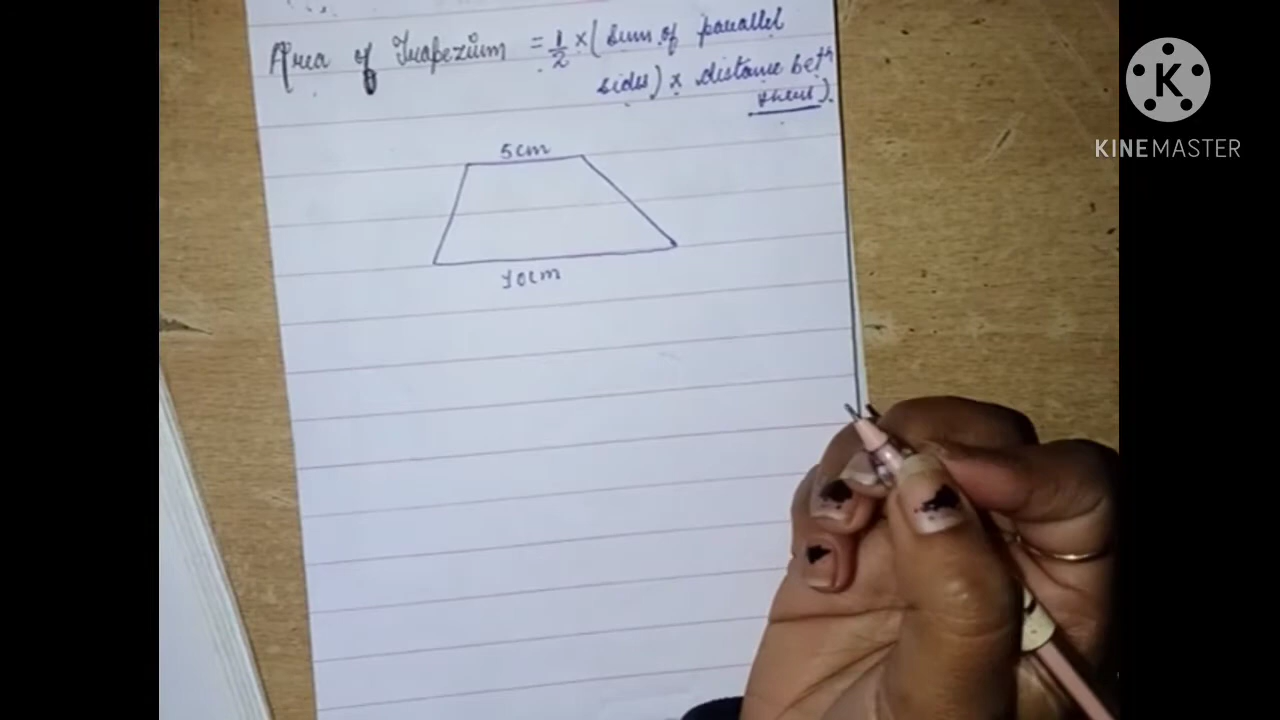 Area of Trapezium = 1/2 × ( sum of parallel
sides) × distance betn
them).
5cm
10cm
K
KINEMASTER